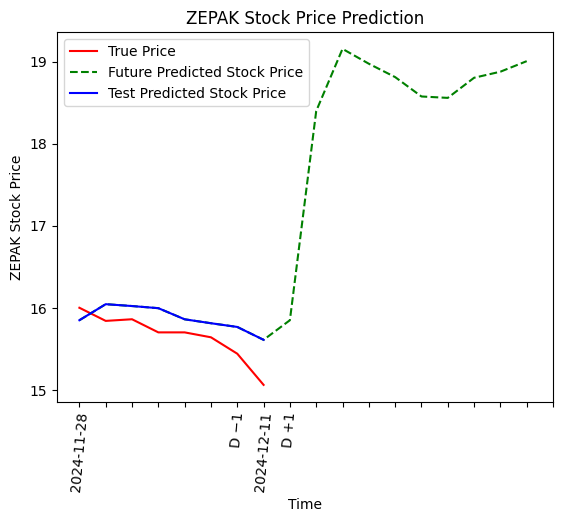 ZEPAK Stock Price Prediction
True Price
Future Predicted Stock Price
Test Predicted Stock Price
ZEPAK Stock Price
19
18
17
16
15
2024-11-28
D −1
2024-12-11
D +1
Time